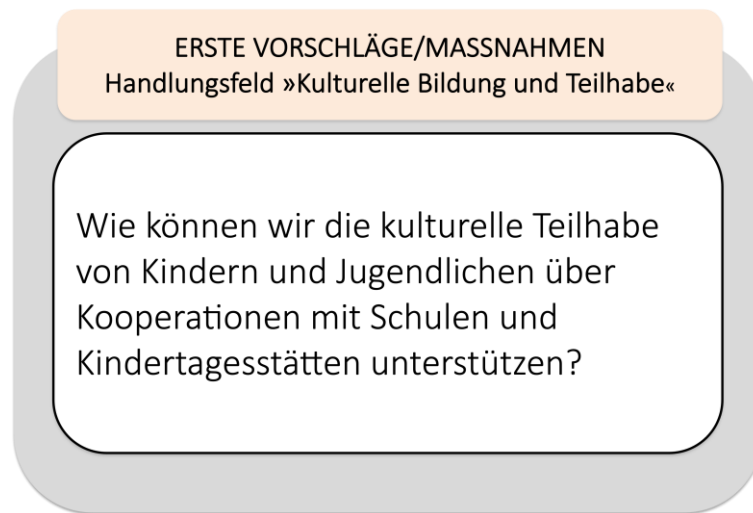 ERSTE VORSCHLÄGE/MASSNAHMEN
Handlungsfeld »Kulturelle Bildung und Teilhabe«
Wie können wir die kulturelle Teilhabe
von Kindern und Jugendlichen über
Kooperationen mit Schulen und
Kindertagesstätten unterstützen?